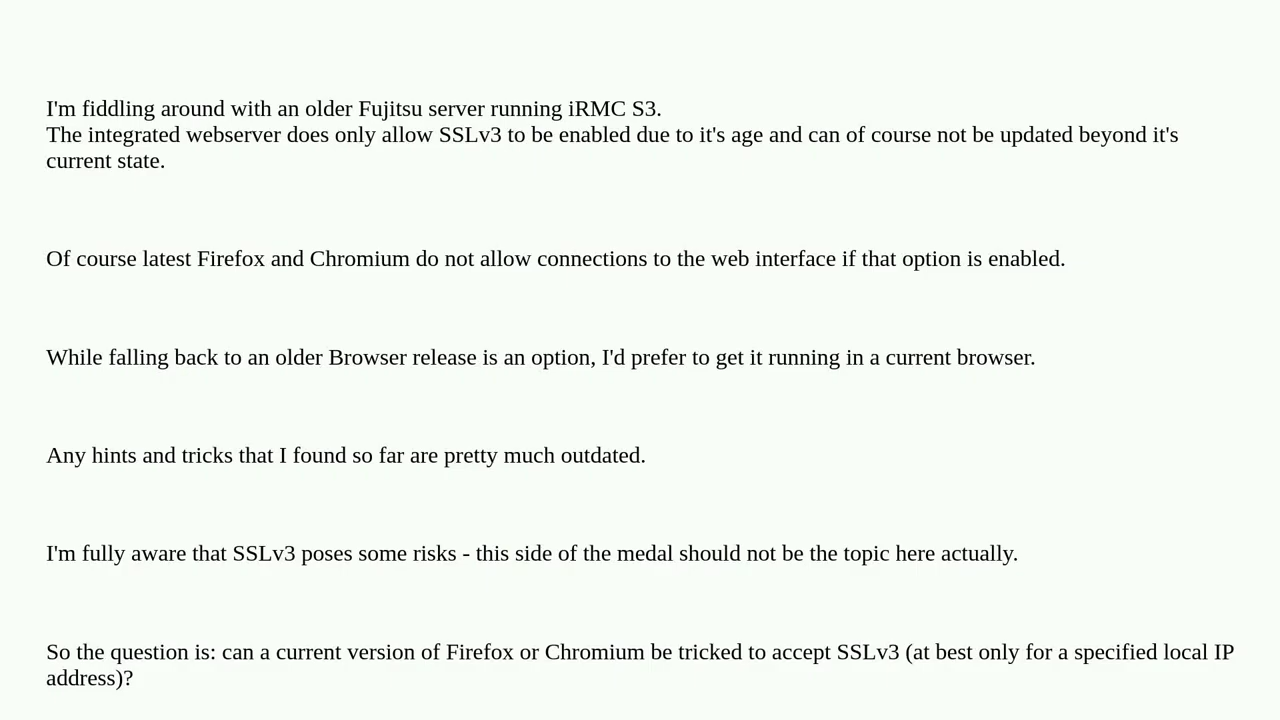 I'm fiddling around with an older Fujitsu server running iRMC S3.
The integrated webserver does only allow SSLv3 to be enabled due to it's age and can of course not be updated beyond it's
current state.
Of course latest Firefox and Chromium do not allow connections to the web interface if that option is enabled.
While falling back to an older Browser release is an option, I'd prefer to get it running in a current browser.
Any hints and tricks that I found so far are pretty much outdated.
I'm fully aware that SSLv3 poses some risks - this side of the medal should not be the topic here actually.
So the question is: can a current version of Firefox or Chromium be tricked to accept SSLv3 (at best only for a specified local IP
address)?